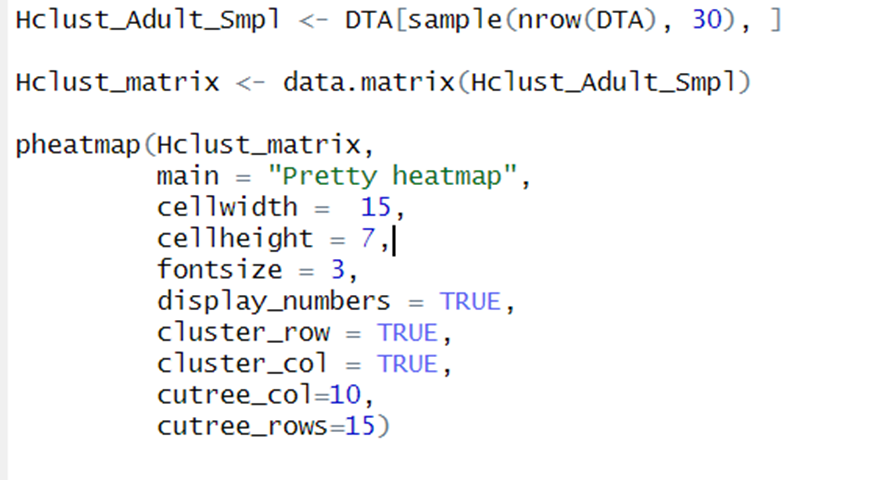 Hclust_Adult_Smpl <- DTA[sample(nrow(DTA), 30), ]
Hclust_matrix <- data.matrix(Hclust_Adult_Smpl)
pheatmap(Hclust_matrix,
main = "Pretty heatmap",
cellwidth =  15,
cellheight = 7,
fontsize = 3,
display_numbers = TRUE,
cluster_row = TRUE,
cluster_col = TRUE,
cutree_col=10,
cutree_rows=15)